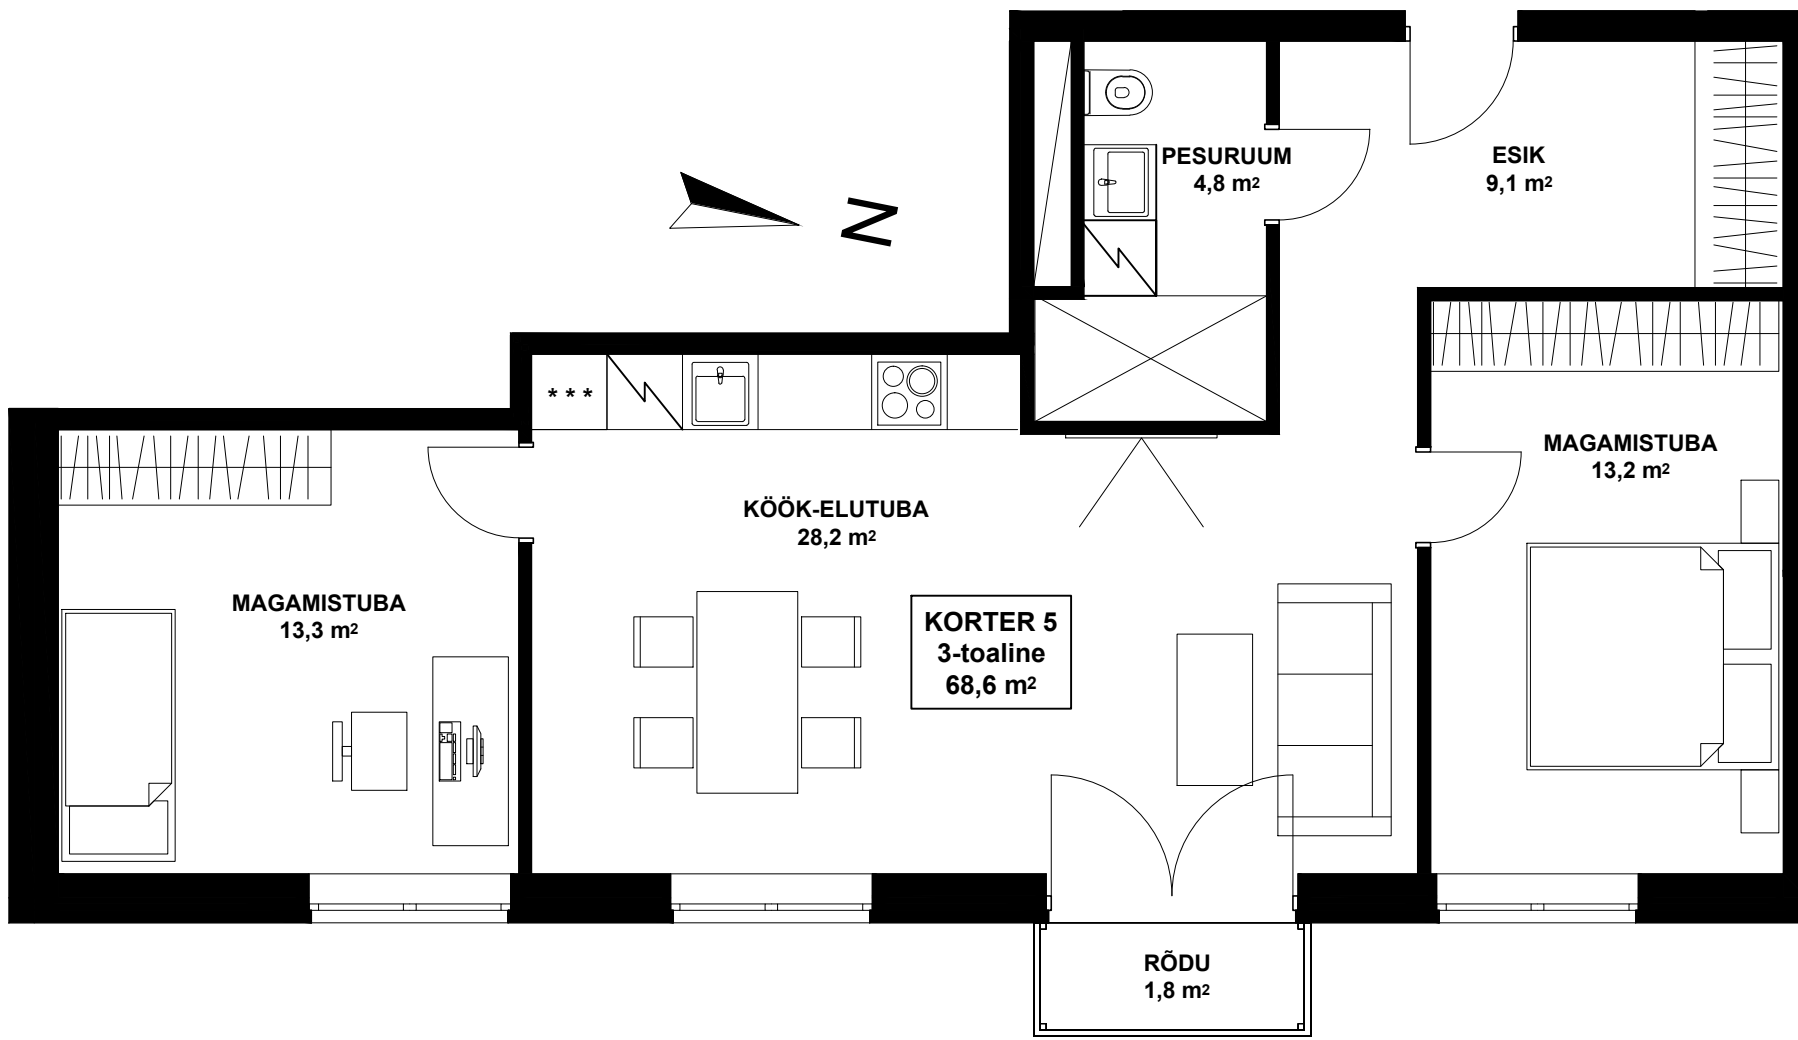 PESURUUM
4,8 m²
ESIK
9,1 m²
N
***
MAGAMISTUBA
13,2 m²
KÖÖK-ELUTUBA
28,2 m²
MAGAMISTUBA
13,3 m²
KORTER 5
3-toaline
68,6 m²
RÕDU
1,8 m²